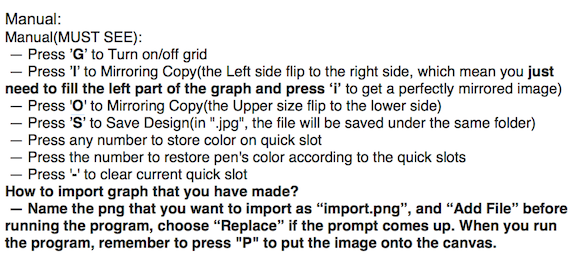 Manual:
Manual(MUST SEE):
— Press 'G' to Turn on/off grid
— Press 'I' to Mirroring Copy(the Left side flip to the right side, which mean you just
need to fill the left part of the graph and press ‘i’ to get a perfectly mirrored image)
— Press 'O' to Mirroring Copy(the Upper size flip to the lower side)
— Press 'S' to Save Design(in ".jpg", the file will be saved under the same folder)
— Press any number to store color on quick slot
— Press the number to restore pen's color according to the quick slots
— Press '-' to clear current quick slot
How to import graph that you have made?
— Name the png that you want to import as “import.png”, and “Add File” before
running the program, choose “Replace” if the prompt comes up. When you run
the program, remember to press "P" to put the image onto the canvas.